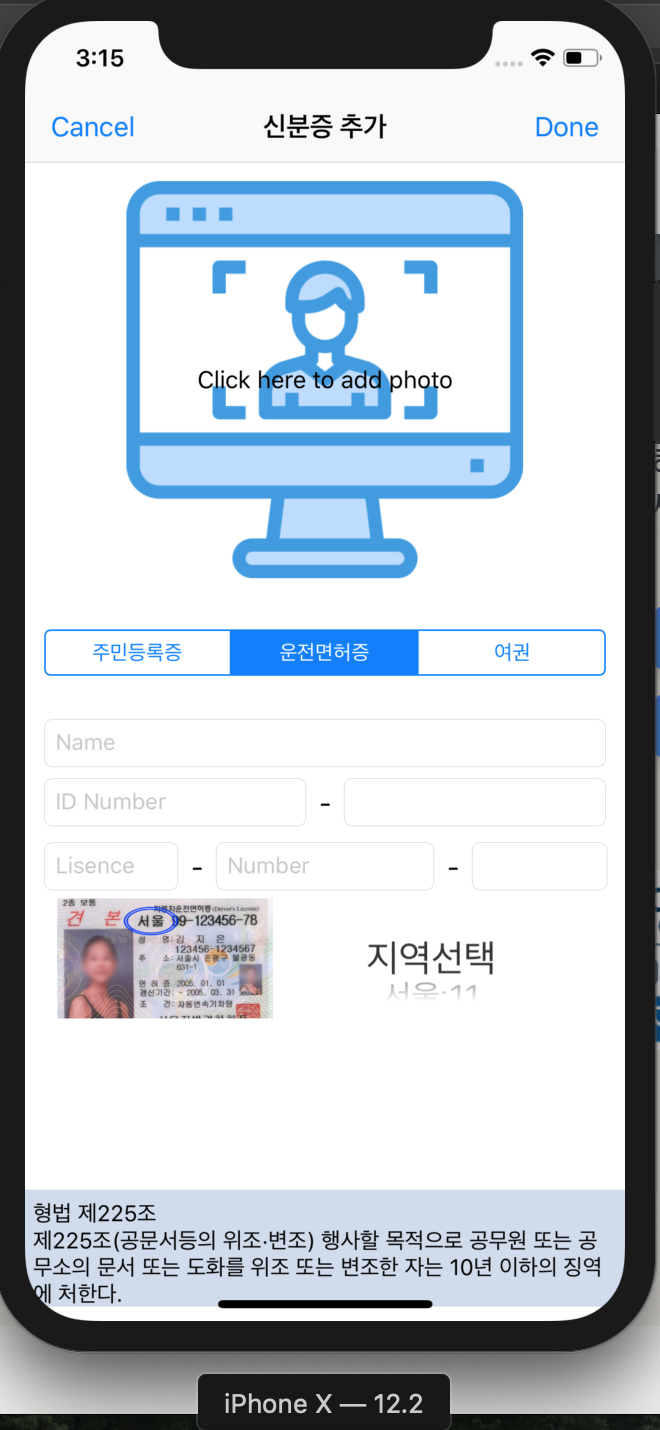 3:15
Cancel
신분증 추가
Done
Click here to add photo
주민등록증
운전면허증
여권
Name
ID Number
-
Lisence
-
Number
-
2종 보통
자동차운전면허증 (Driver's License)
견 본
서울 99-123456-78
성 명: 김 지 은
123456-1234567
주 소: 서울시 은평구 불광동
631-1
면 허 증 2005. 01. 01
갱신기간: - 2005. 03. 31
조 건: 자동변속기차량
지역선택
서울:11
형법 제225조
제225조(공문서등의 위조·변조) 행사할 목적으로 공무원 또는 공
무소의 문서 또는 도화를 위조 또는 변조한 자는 10년 이하의 징역
에 처한다.
iPhone X — 12.2